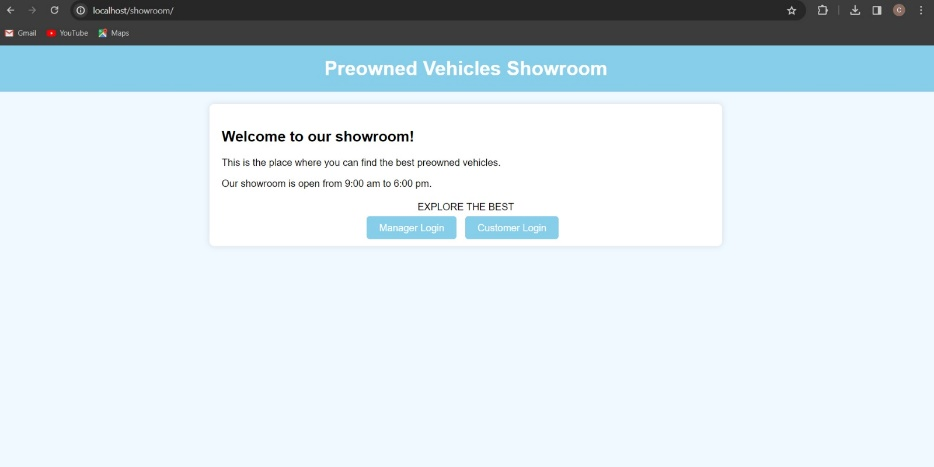 localhost/showroom/
C
Gmail
YouTube
Maps
Preowned Vehicles Showroom
Welcome to our showroom!
This is the place where you can find the best preowned vehicles.
Our showroom is open from 9:00 am to 6:00 pm.
EXPLORE THE BEST
Manager Login
Customer Login